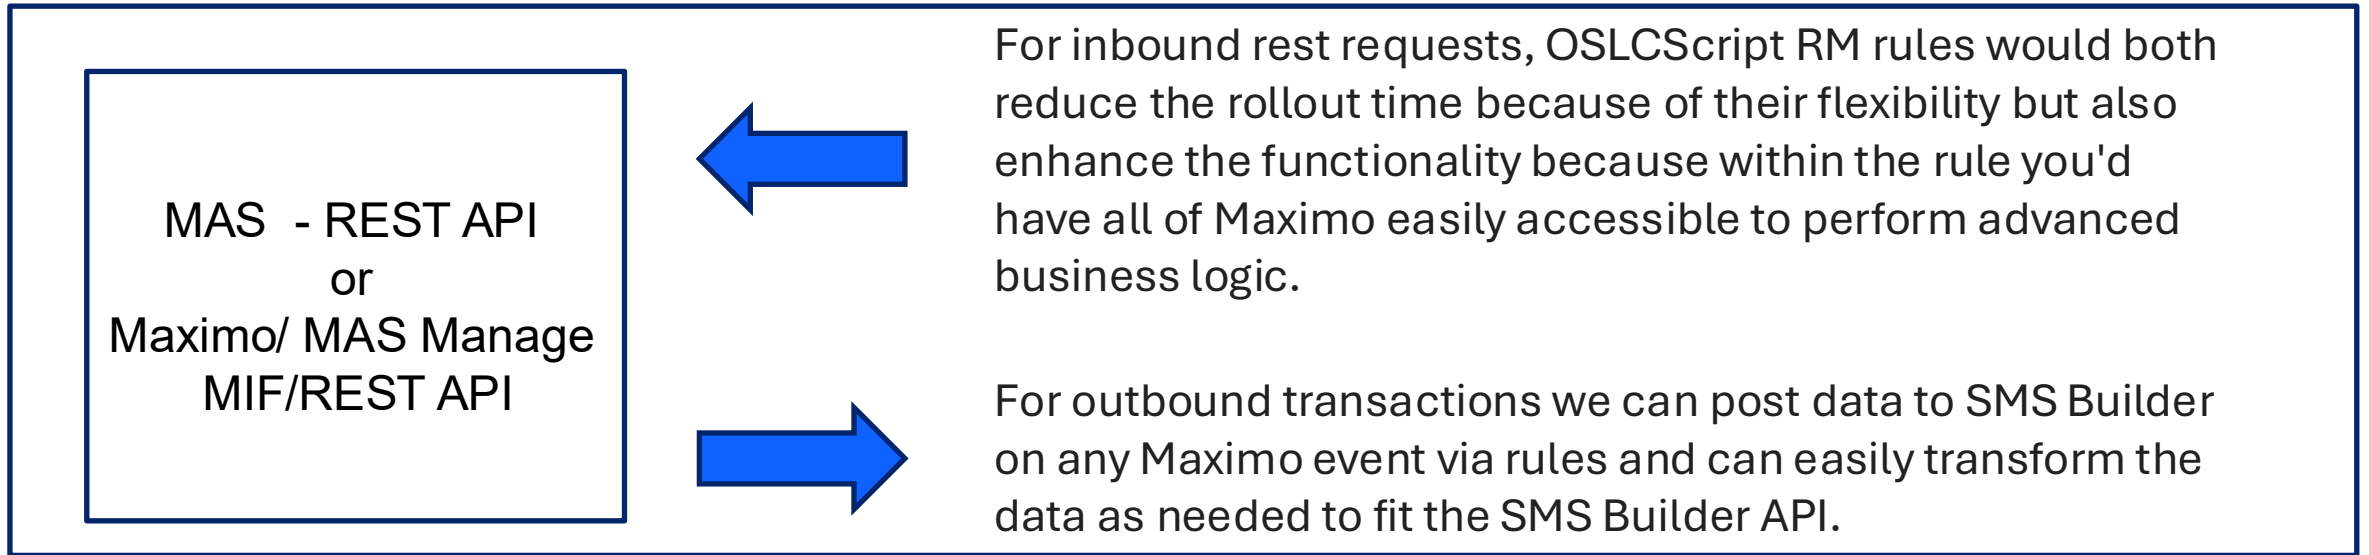 MAS - REST API
or
Maximo/ MAS Manage
MIF/REST API
For inbound rest requests, OSLCScript RM rules would both
reduce the rollout time because of their flexibility but also
enhance the functionality because within the rule you'd
have all of Maximo easily accessible to perform advanced
business logic.
For outbound transactions we can post data to SMS Builder
on any Maximo event via rules and can easily transform the
data as needed to fit the SMS Builder API.